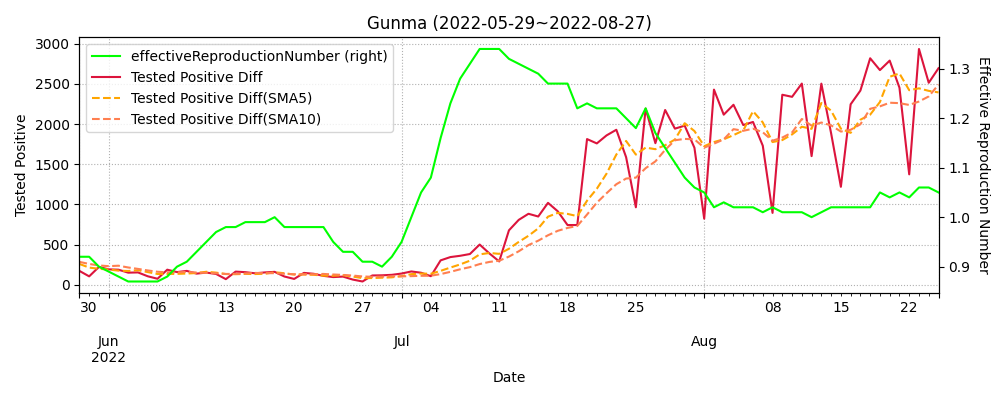 Gunma (2022-05-29~2022-08-27)
effectiveReproductionNumber (right)
Tested Positive Diff
Tested Positive Diff(SMA5)
Tested Positive Diff(SMA10)
Tested Positive
3000
2500
2000
1500
1000
500
0
Effective Reproduction Number
1.3
1.2
1.1
1.0
0.9
30 06 13 20 27 04 11 18 25 08 15 22
Jun Jul Aug
2022
Date